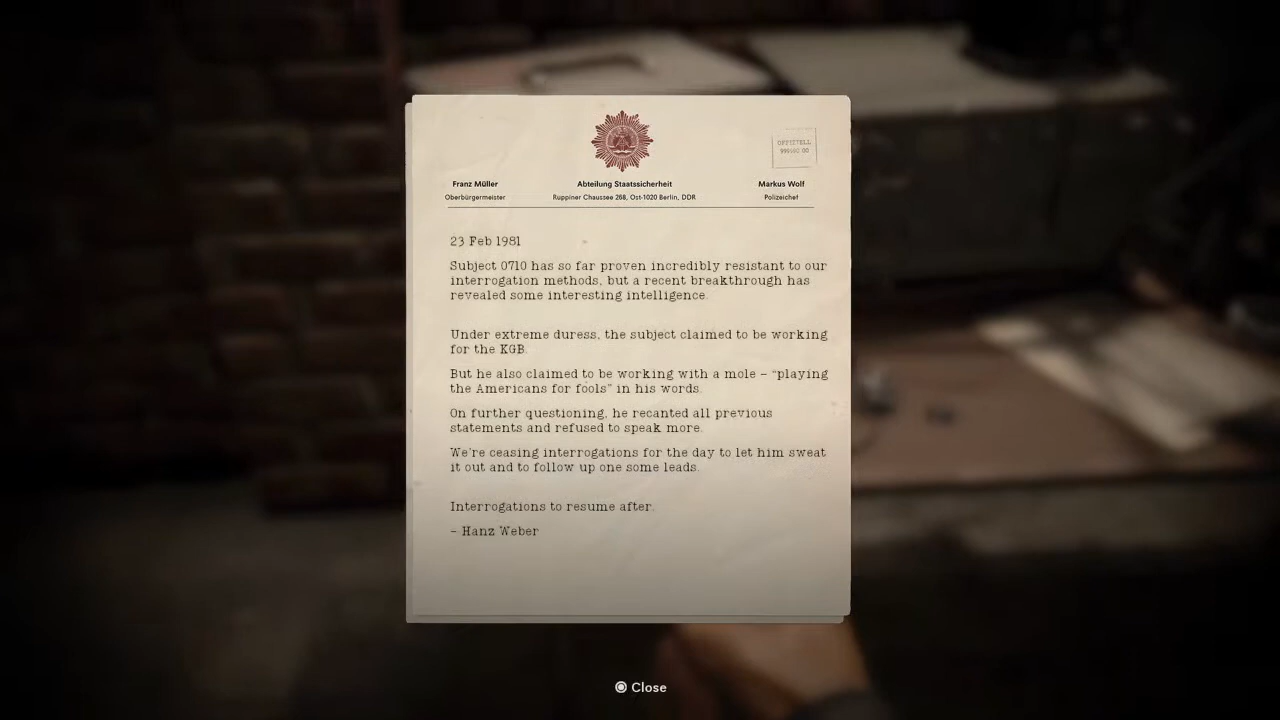 OFFIZIELL
Franz Müller
Abteilung Staatssicherheit
Markus Wolf
Oberbürgermeister
Ruppiner Chaussee 268, Ost-1020 Berlin, DDR
Polizeichef
23 Feb 1981
Subject 0710 has so far proven incredibly resistant to our
interrogation methods, but a recent breakthrough has
revealed some interesting intelligence.
Under extreme duress, the subject claimed to be working
for the KGB.
But he also claimed to be working with a mole – “playing
the Americans for fools” in his words.
On further questioning, he recanted all previous
statements and refused to speak more.
We're ceasing interrogations for the day to let him sweat
it out and to follow up one some leads.
Interrogations to resume after.
– Hanz Weber
Close